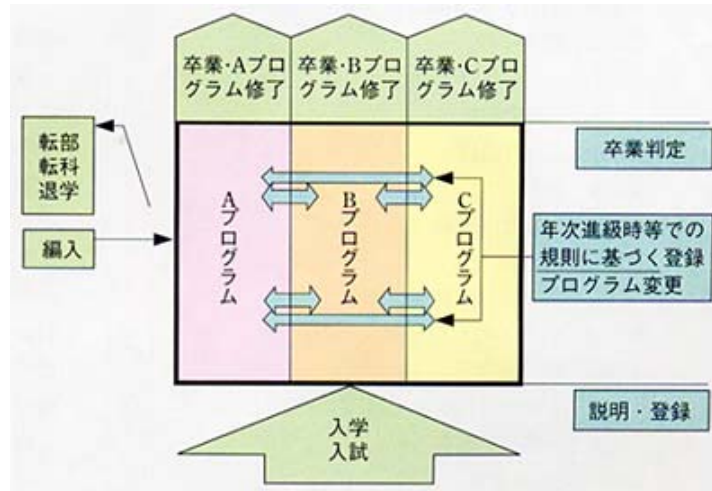 卒業・Aプロ
グラム修了
卒業・Bプロ
グラム修了
卒業・Cプロ
グラム修了
転部
転科
退学
卒業判定
Aプログラム
Bプログラム
Cプログラム
編入
年次進級時等での
規則に基づく登録
プログラム変更
説明・登録
入学
入試